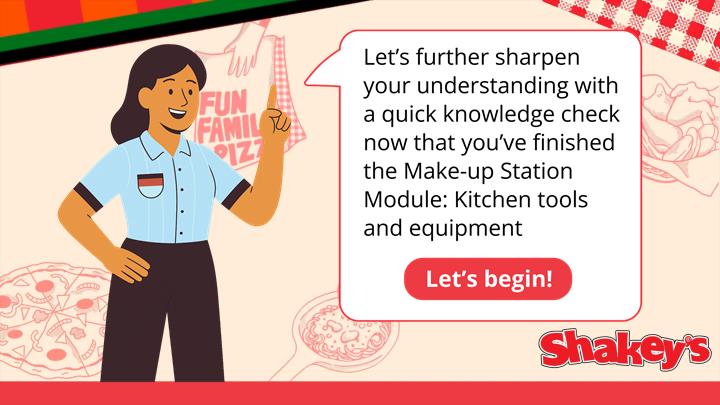 Let’s further sharpen
your understanding with
a quick knowledge check
now that you’ve finished
the Make-up Station
Module: Kitchen tools
and equipment
Let’s begin!
FUN
FAMIL
PIZZ
Shakey's